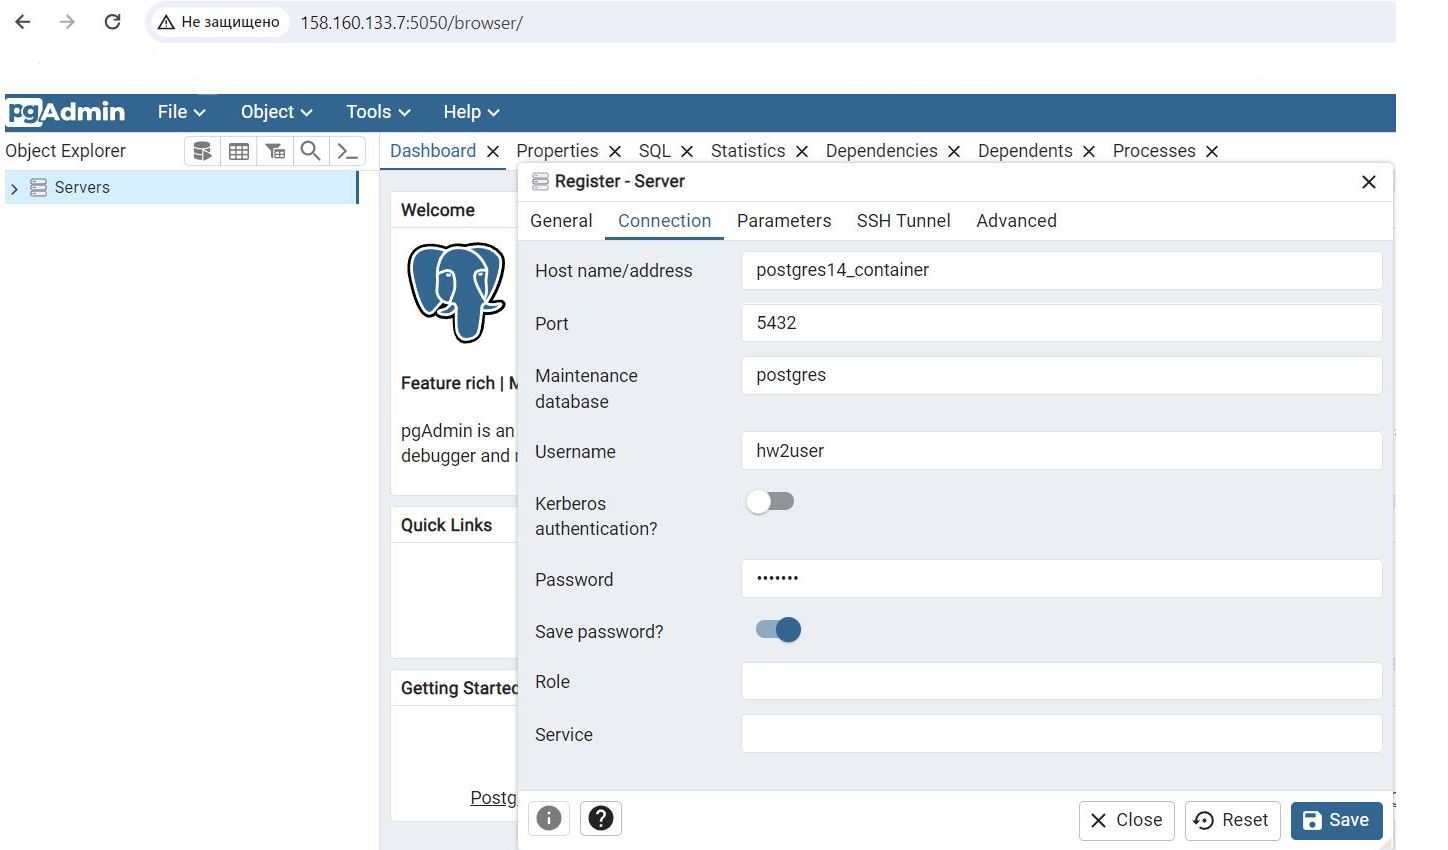 Не защищено 158.160.133.7:5050/browser/
pgAdmin File Object Tools Help
Object Explorer
Dashboard Properties SQL Statistics Dependencies Dependents Processes
Servers
Register - Server
Welcome
General Connection Parameters SSH Tunnel Advanced
Host name/address postgres14_container
Port 5432
Maintenance database postgres
Feature rich |
pgAdmin is an
debugger and
Username hw2user
Kerberos authentication?
Quick Links
Password •••••••
Save password?
Role
Getting Started
Service
Postg
Close Reset Save